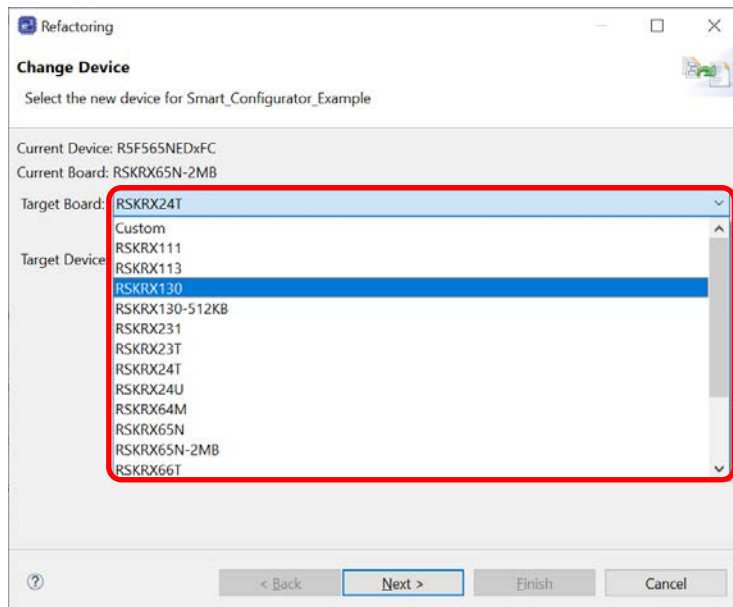 Refactoring
Change Device
Select the new device for Smart_Configurator_Example
Current Device: R5F565NEDxFC
Current Board: RSKRX65N-2MB
Target Board: RSKRX24T
Custom
RSKRX111
Target Device
RSKRX113
RSKRX130
RSKRX130-512KB
RSKRX231
RSKRX23T
RSKRX24T
RSKRX24U
RSKRX64M
RSKRX65N
RSKRX65N-2MB
RSKRX66T
? < Back Next > Finish Cancel